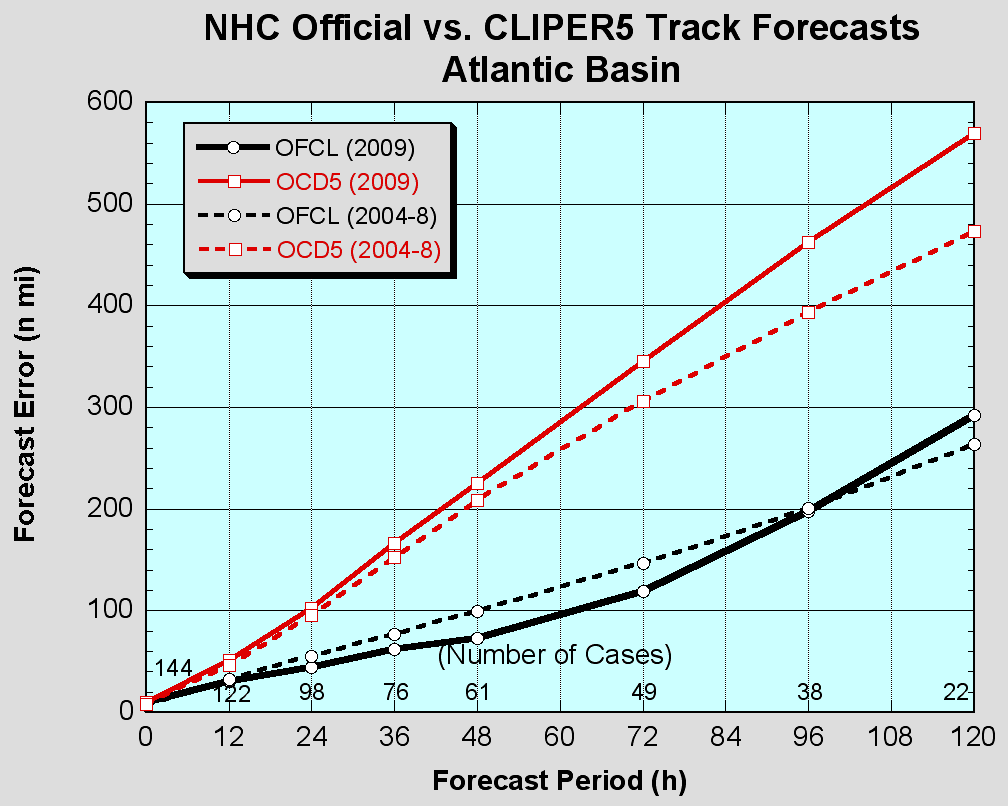 NHC Official vs. CLIPER5 Track Forecasts
Atlantic Basin
Forecast Error (n mi)
600
500
400
300
200
100
0
OFCL (2009)
OCD5 (2009)
OFCL (2004-8)
OCD5 (2004-8)
(Number of Cases)
144 122 98 76 61 49 38 22
0 12 24 36 48 60 72 84 96 108 120
Forecast Period (h)